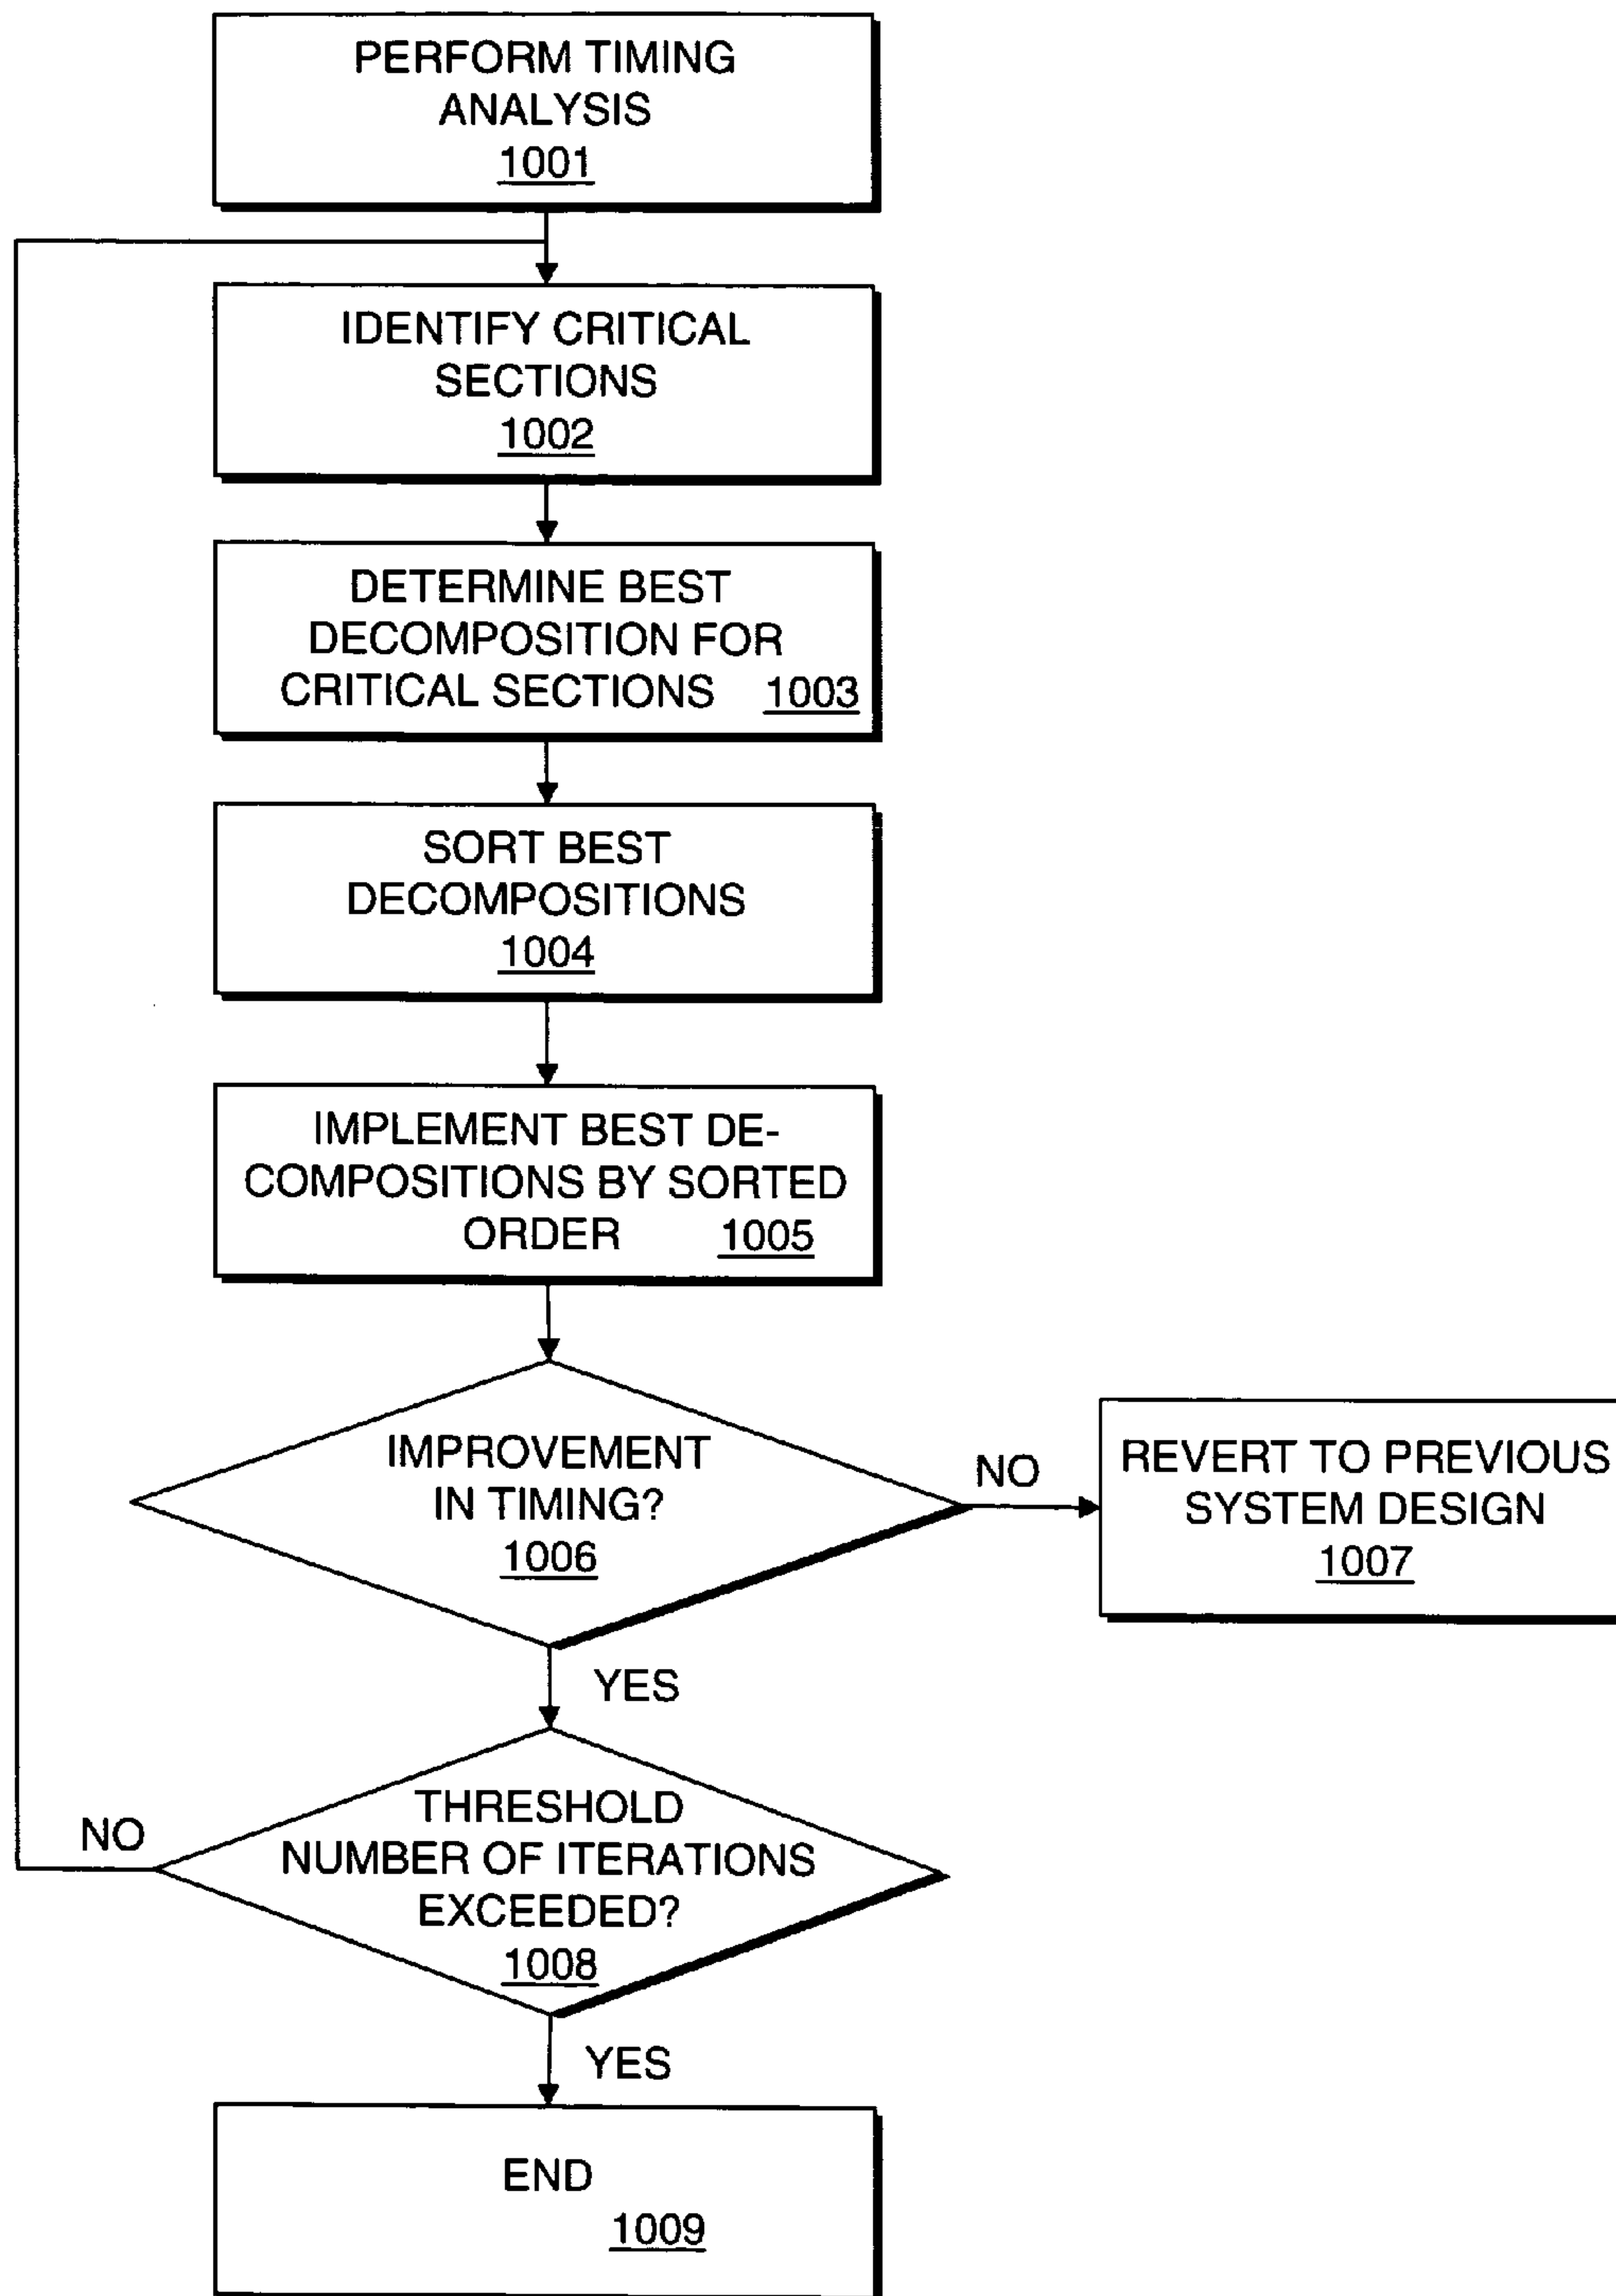 PERFORM TIMING
ANALYSIS
1001
IDENTIFY CRITICAL
SECTIONS
1002
DETERMINE BEST
DECOMPOSITION FOR
CRITICAL SECTIONS 1003
SORT BEST
DECOMPOSITIONS
1004
IMPLEMENT BEST DE-
COMPOSITIONS BY SORTED
ORDER 1005
IMPROVEMENT
IN TIMING?
1006
NO
REVERT TO PREVIOUS
SYSTEM DESIGN
1007
YES
THRESHOLD
NUMBER OF ITERATIONS
EXCEEDED?
1008
NO
YES
END
1009